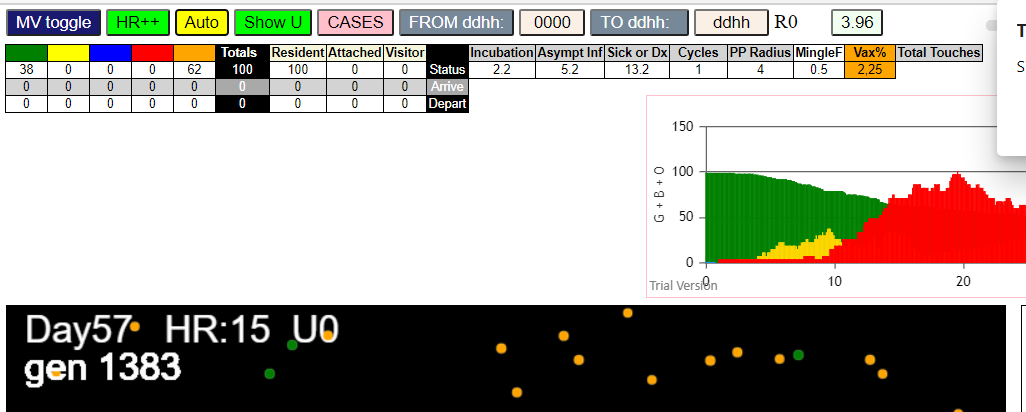 MV toggle HR++ Auto Show U CASES FROM ddhh: 0000 TO ddhh: ddhh R0 3.96
Totals Resident Attached Visitor Incubation Asympt Inf Sick or Dx Cycles PP Radius MingleF Vax% Total Touches
38 0 0 0 62 100 100 0 0 Status 2.2 5.2 13.2 1 4 0.5 2,25
0 0 0 0 0 0 0 0 0 Arrive
0 0 0 0 0 0 0 0 0 Depart
T
S
150
100
50
0
G + B + O
0 10 20
Trial Version
Day57 HR:15 U0
gen 1383